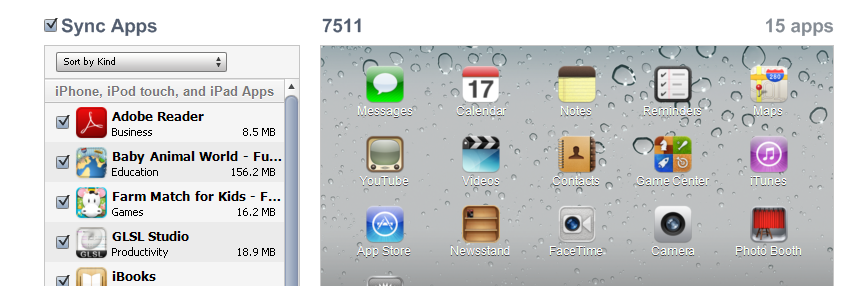 Sync Apps
7511
15 apps
Sort by Kind
iPhone, iPod touch, and iPad Apps
Adobe Reader
Business 8.5 MB
Baby Animal World - Fu...
Education 156.2 MB
Farm Match for Kids - F...
Games 16.2 MB
GLSL
GLSL Studio
Productivity 18.9 MB
iBooks
17
280
Messages Calendar Notes Reminders Maps
YouTube Videos Contacts Game Center iTunes
App Store Newsstand FaceTime Camera Photo Booth